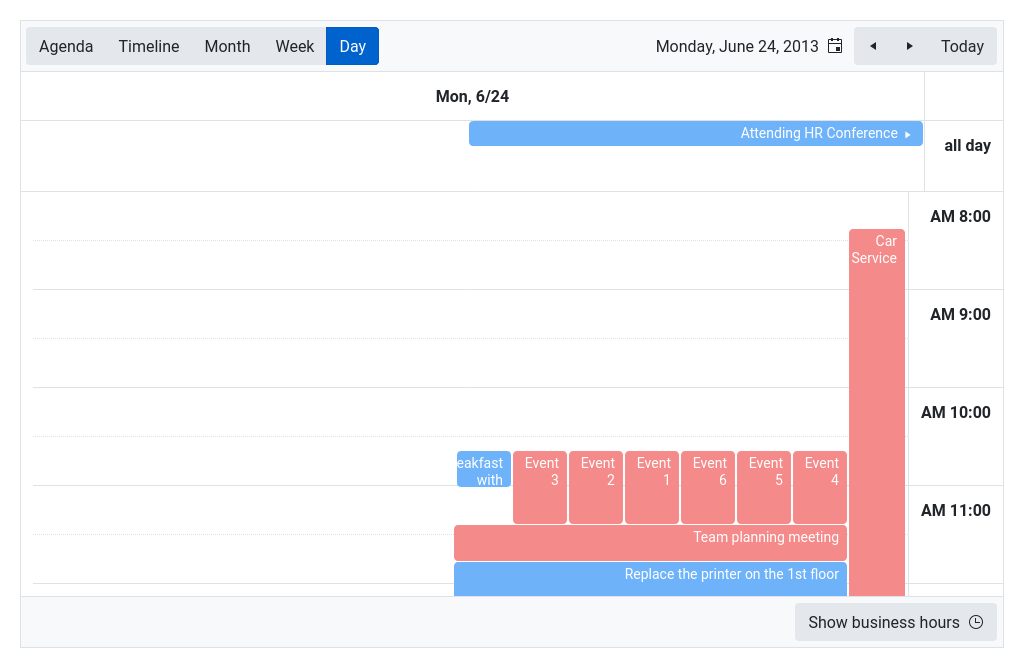 Agenda Timeline Month Week Day
Monday, June 24, 2013
Today
Mon, 6/24
Attending HR Conference
all day
AM 8:00
Car
Service
AM 9:00
AM 10:00
with
Event
3
Event
2
Event
1
Event
6
Event
5
Event
4
AM 11:00
Team planning meeting
Replace the printer on the 1st floor
Show business hours